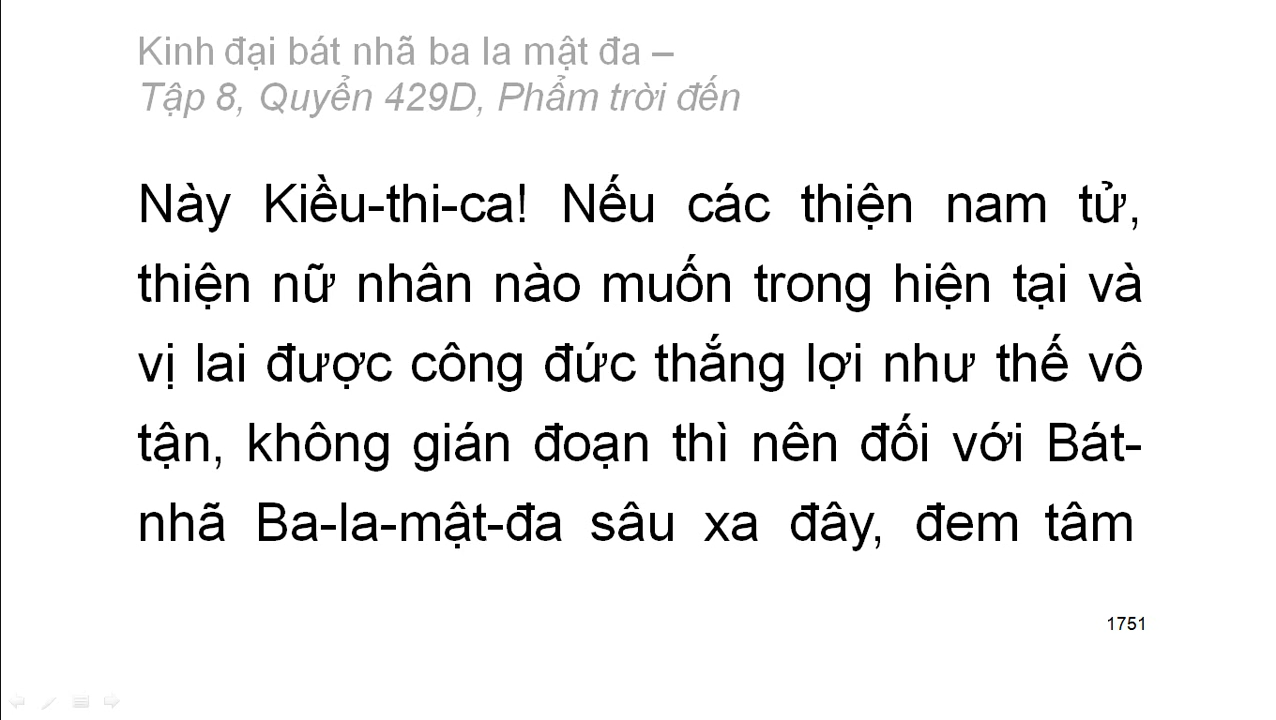 Kinh đại bát nhã ba la mật đa –
Tập 8, Quyển 429D, Phẩm trời đến
Này Kiều-thi-ca! Nếu các thiện nam tử,
thiện nữ nhân nào muốn trong hiện tại và
vị lai được công đức thắng lợi như thế vô
tận, không gián đoạn thì nên đối với Bát-
nhã Ba-la-mật-đa sâu xa đây, đem tâm
1751